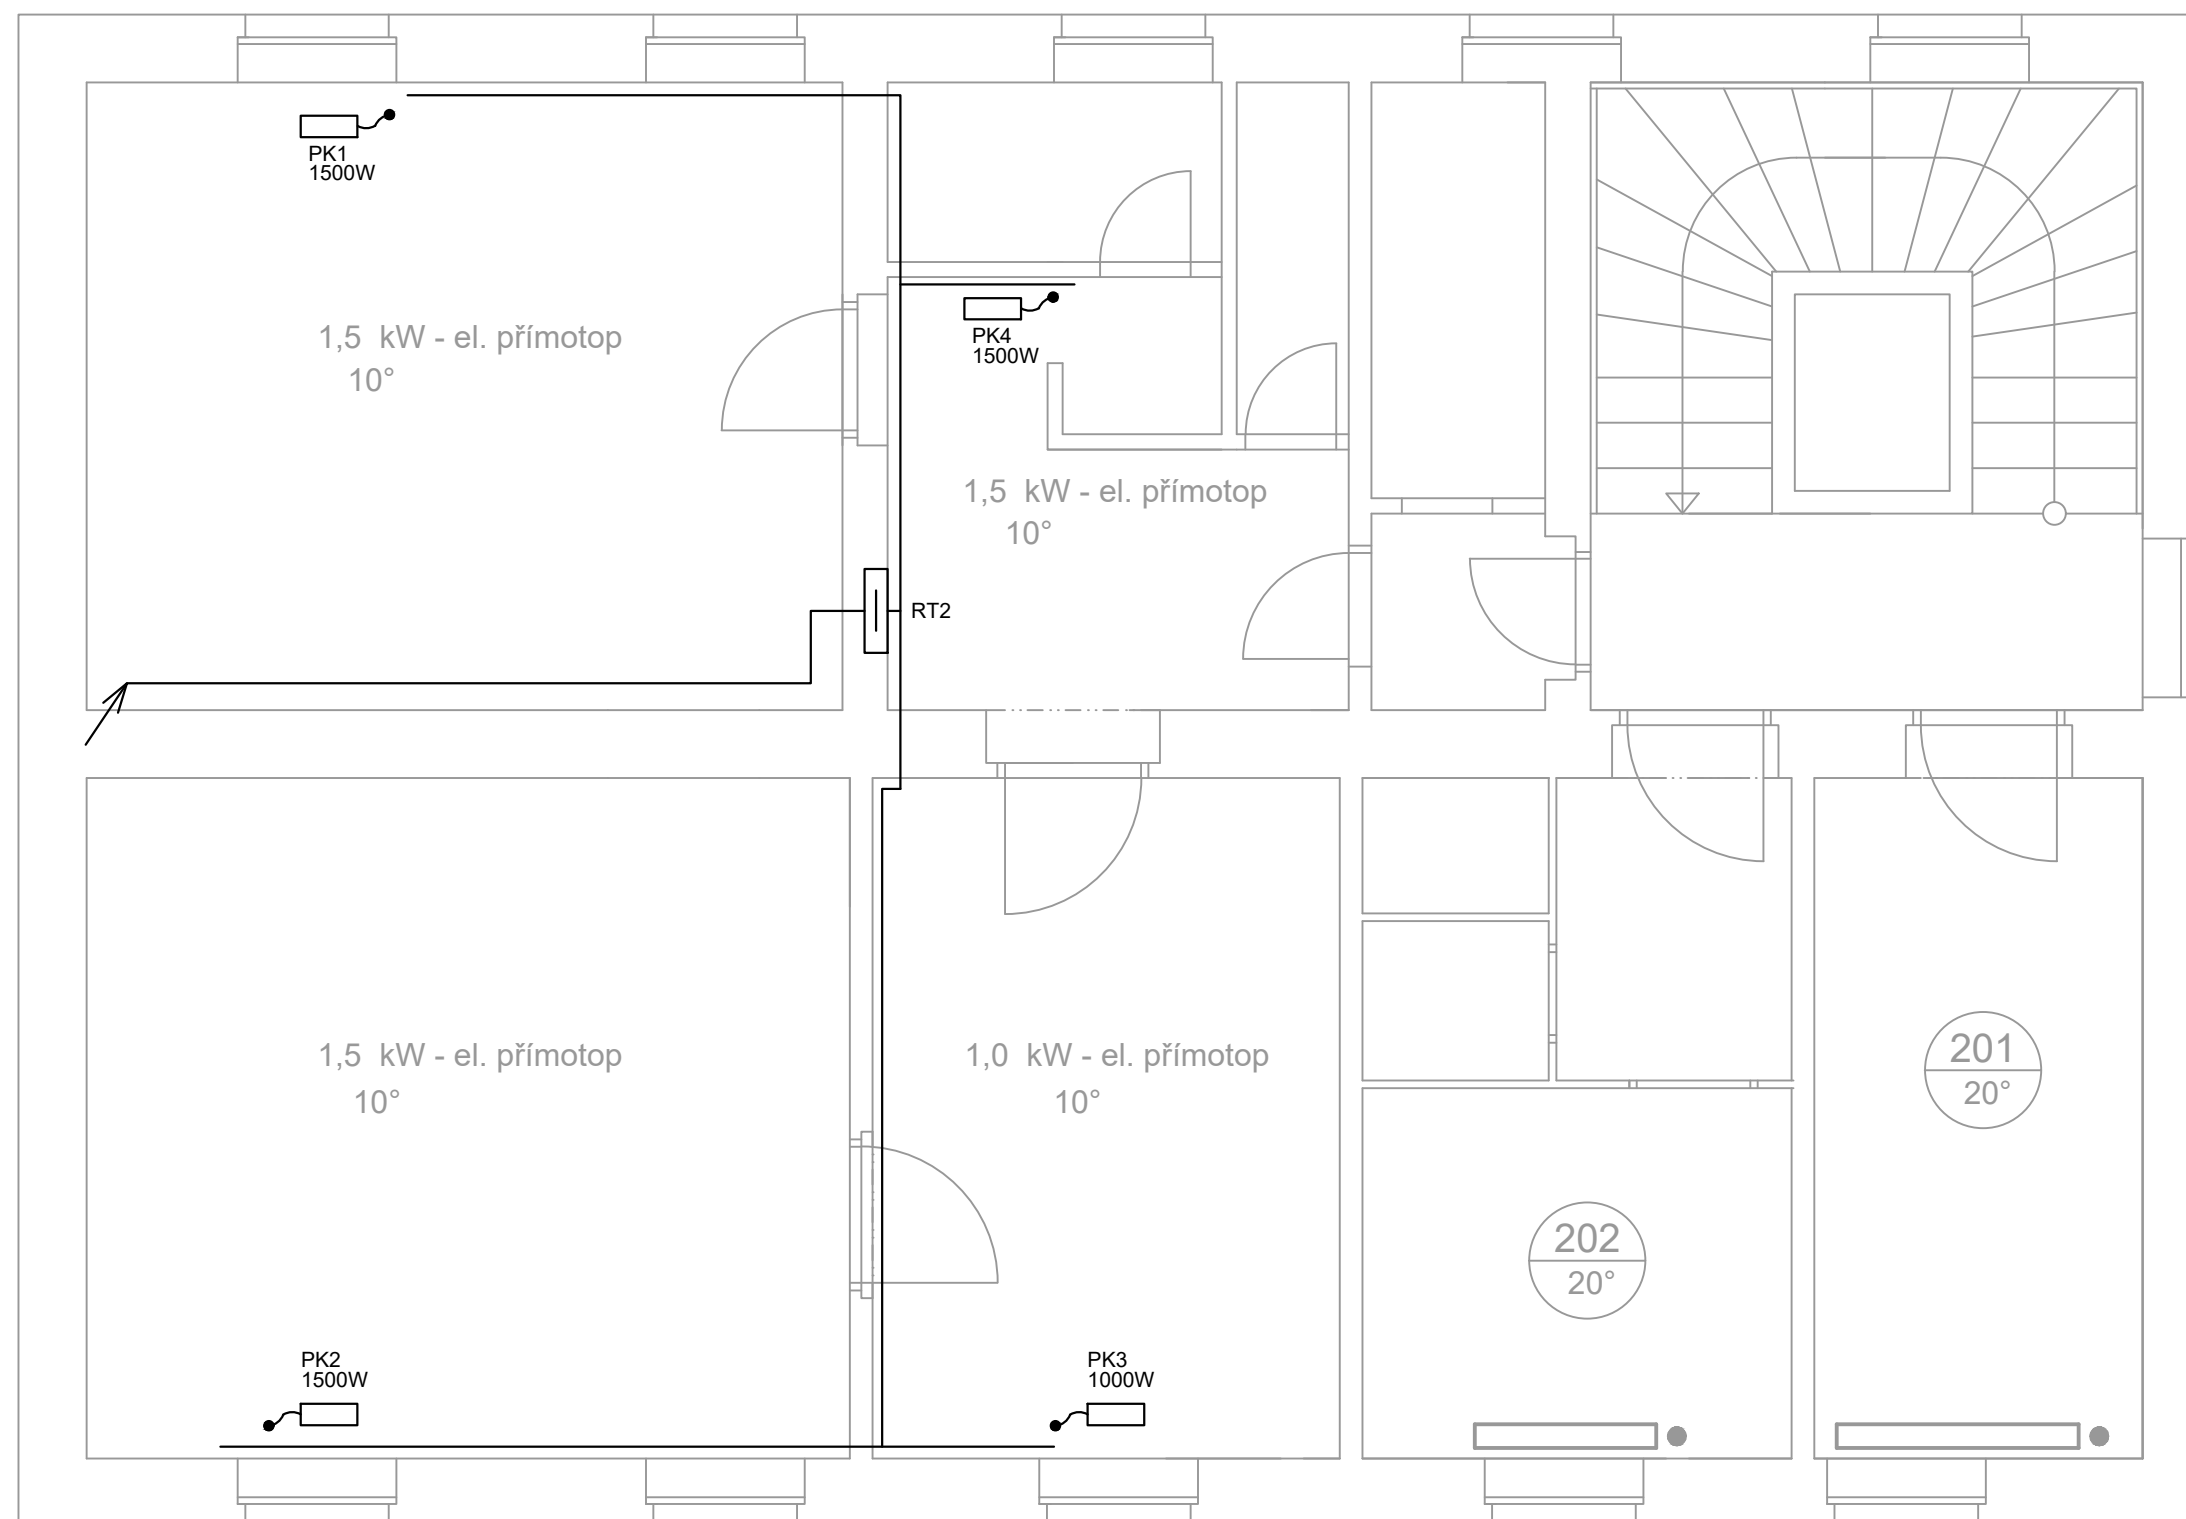 PK1
1500W
1,5 kW - el. přímotop
10°
PK4
1500W
1,5 kW - el. přímotop
10°
RT2
1,5 kW - el. přímotop
10°
1,0 kW - el. přímotop
10°
201
20°
202
20°
PK2
1500W
PK3
1000W